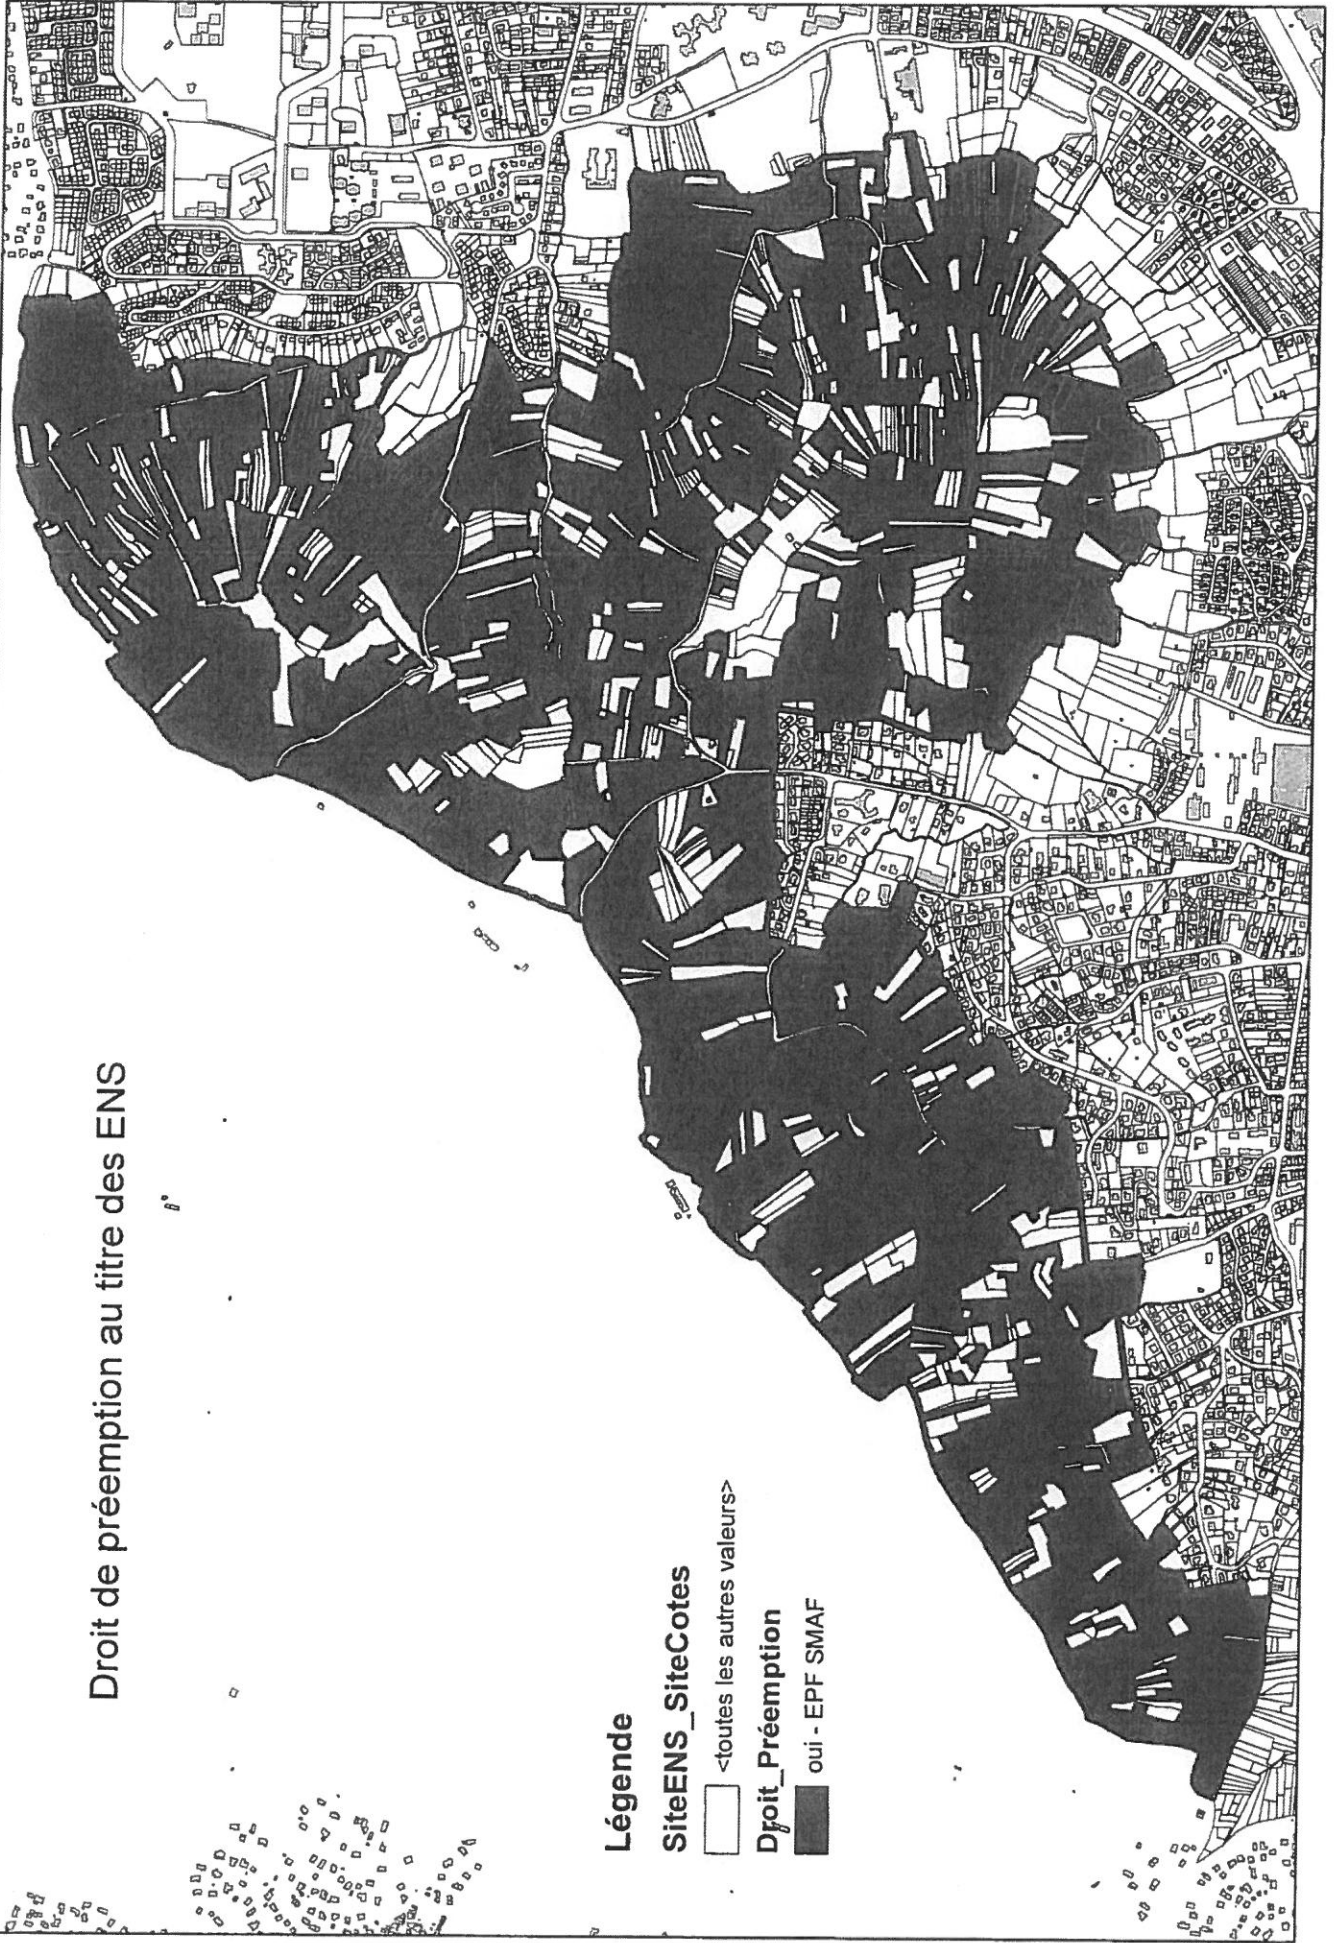 Droit de préemption au titre des ENS
Légende
SiteENS_SiteCotes
<toutes les autres valeurs>
Droit_Préemption
oui - EPF SMAF